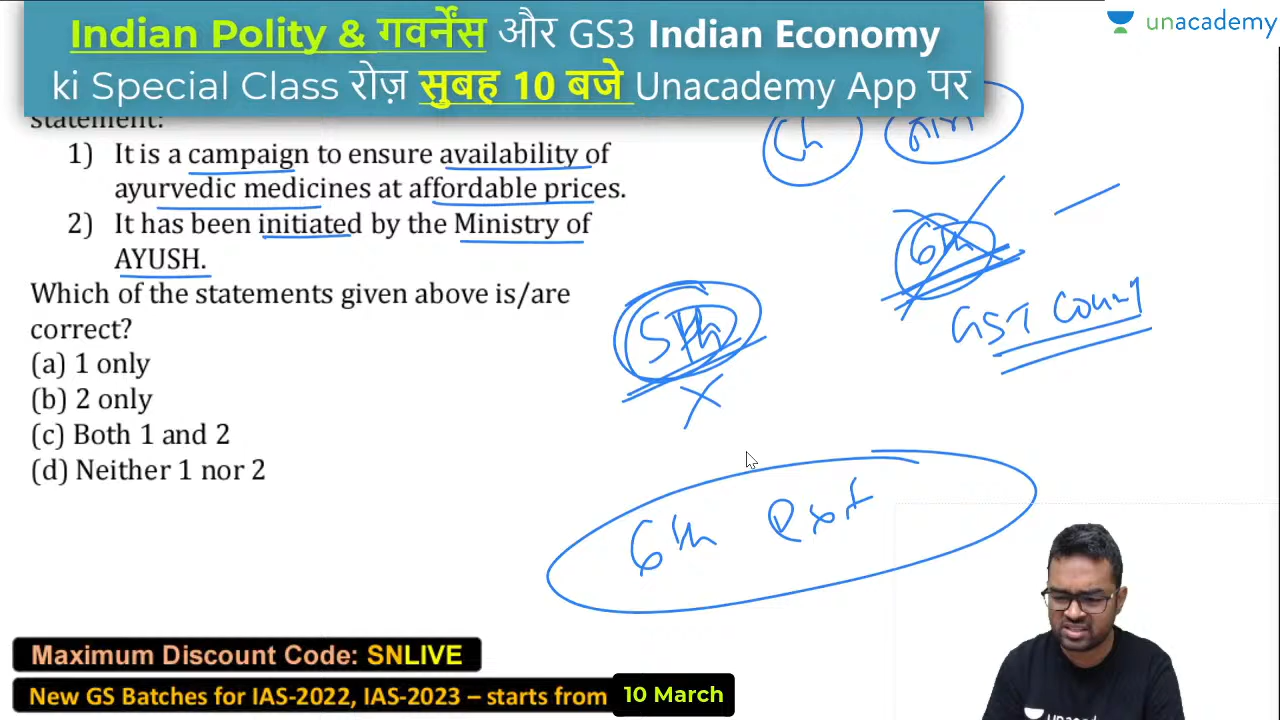 Indian Polity & गवर्नेंस और GS3 Indian Economy
ki Special Class रोज़ सुबह 10 बजे Unacademy App पर
unacademy
statement:
1) It is a campaign to ensure availability of
ayurvedic medicines at affordable prices.
2) It has been initiated by the Ministry of
AYUSH.
Which of the statements given above is/are
correct?
(a) 1 only
(b) 2 only
(c) Both 1 and 2
(d) Neither 1 nor 2
Ch
6th
5th
GST
6th
Maximum Discount Code: SNLIVE
New GS Batches for IAS-2022, IAS-2023 – starts from 10 March
unacademy